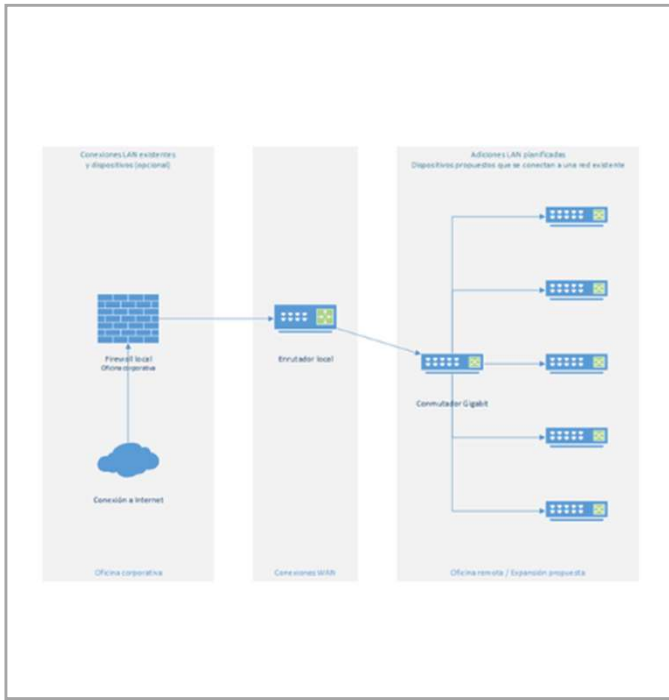 Conexiones LAN existentes
y dispositivos (opcional)
Adiciones LAN planificadas
Dispositivos propuestos que se conectan a una red existente
Firewall local
Oficina corporativa
Enrutador local
Conmutador Gigabit
Conexión a Internet
Oficina corporativa
Conexiones WAN
Oficina remota / Expansión propuesta